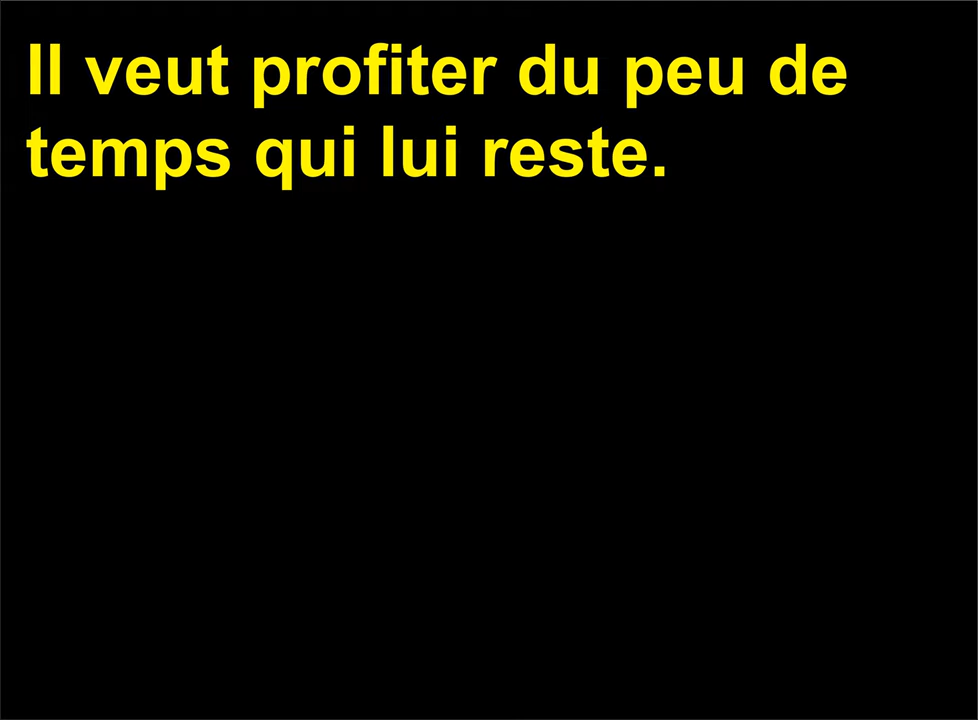 Il veut profiter du peu de
temps qui lui reste.